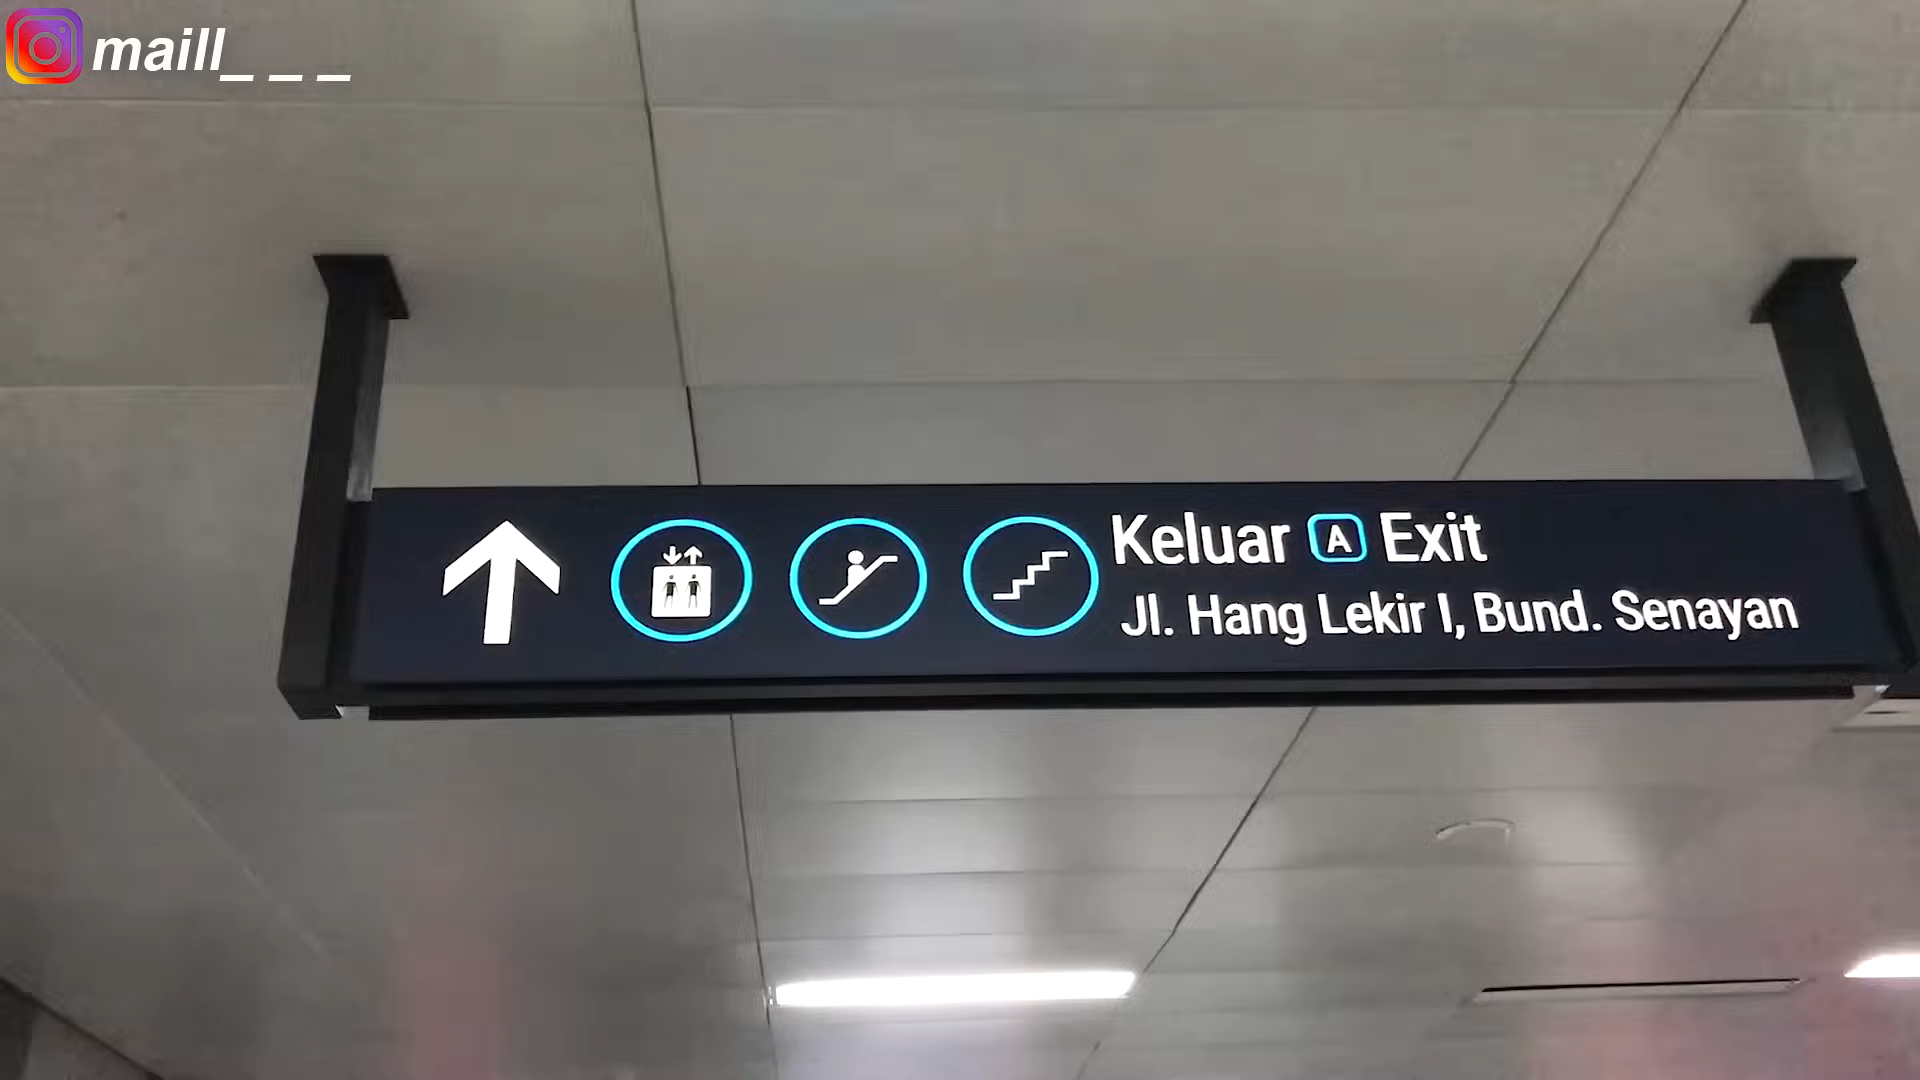 maill_ _ _
Keluar A Exit
Jl. Hang Lekir I, Bund. Senayan